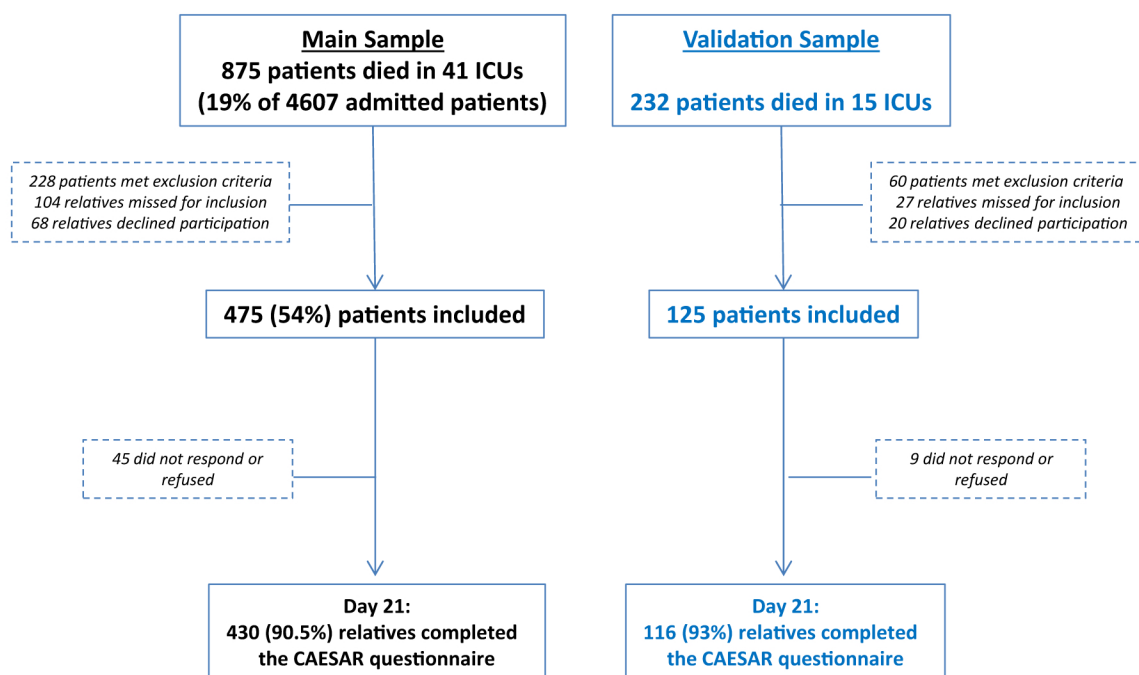 Main Sample
875 patients died in 41 ICUs
(19% of 4607 admitted patients)
228 patients met exclusion criteria
104 relatives missed for inclusion
68 relatives declined participation
475 (54%) patients included
45 did not respond or
refused
Day 21:
430 (90.5%) relatives completed
the CAESAR questionnaire
Validation Sample
232 patients died in 15 ICUs
60 patients met exclusion criteria
27 relatives missed for inclusion
20 relatives declined participation
125 patients included
9 did not respond or
refused
Day 21:
116 (93%) relatives completed
the CAESAR questionnaire